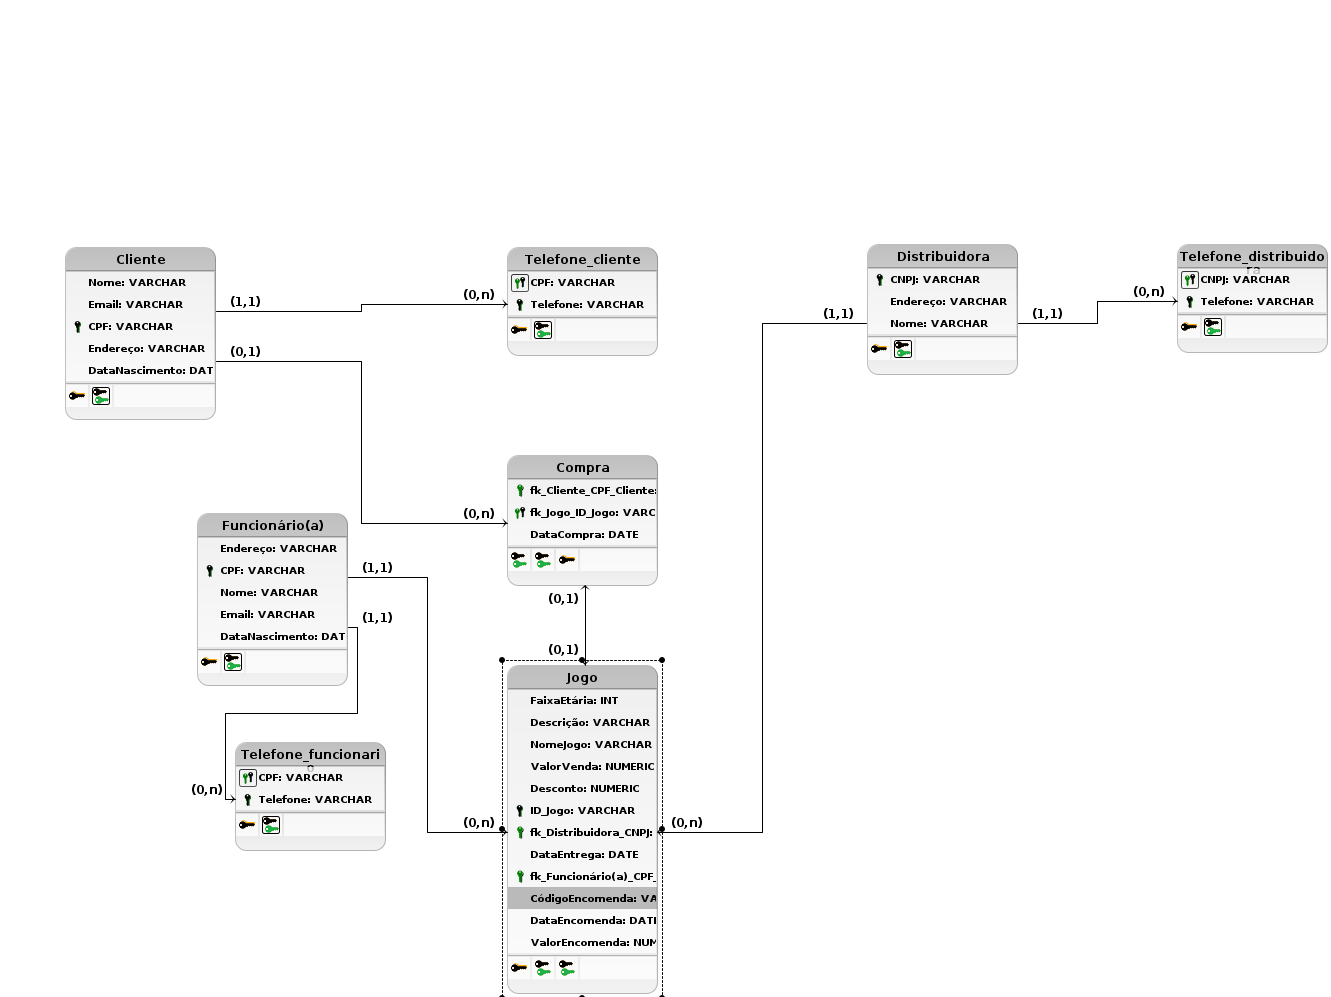 Cliente
Nome: VARCHAR
Email: VARCHAR
CPF: VARCHAR
Endereço: VARCHAR
DataNascimento: DAT
(1,1)
(0,1)
(0,n)
Telefone_cliente
CPF: VARCHAR
Telefone: VARCHAR
Distribuidora
CNPJ: VARCHAR
Endereço: VARCHAR
Nome: VARCHAR
(1,1)
(1,1)
(0,n)
Telefone_distribuido
ra
CNPJ: VARCHAR
Telefone: VARCHAR
(0,n)
Compra
fk_Cliente_CPF_Cliente:
fk_Jogo_ID_Jogo: VARC
DataCompra: DATE
(0,1)
(0,1)
Funcionário(a)
Endereço: VARCHAR
CPF: VARCHAR
Nome: VARCHAR
Email: VARCHAR
DataNascimento: DAT
(1,1)
(1,1)
(0,n)
Telefone_funcionari
o
CPF: VARCHAR
Telefone: VARCHAR
(0,n)
(0,n)
Jogo
FaixaEtária: INT
Descrição: VARCHAR
NomeJogo: VARCHAR
ValorVenda: NUMERIC
Desconto: NUMERIC
ID_Jogo: VARCHAR
fk_Distribuidora_CNPJ:
DataEntrega: DATE
fk_Funcionário(a)_CPF_
CódigoEncomenda: VA
DataEncomenda: DATE
ValorEncomenda: NUM